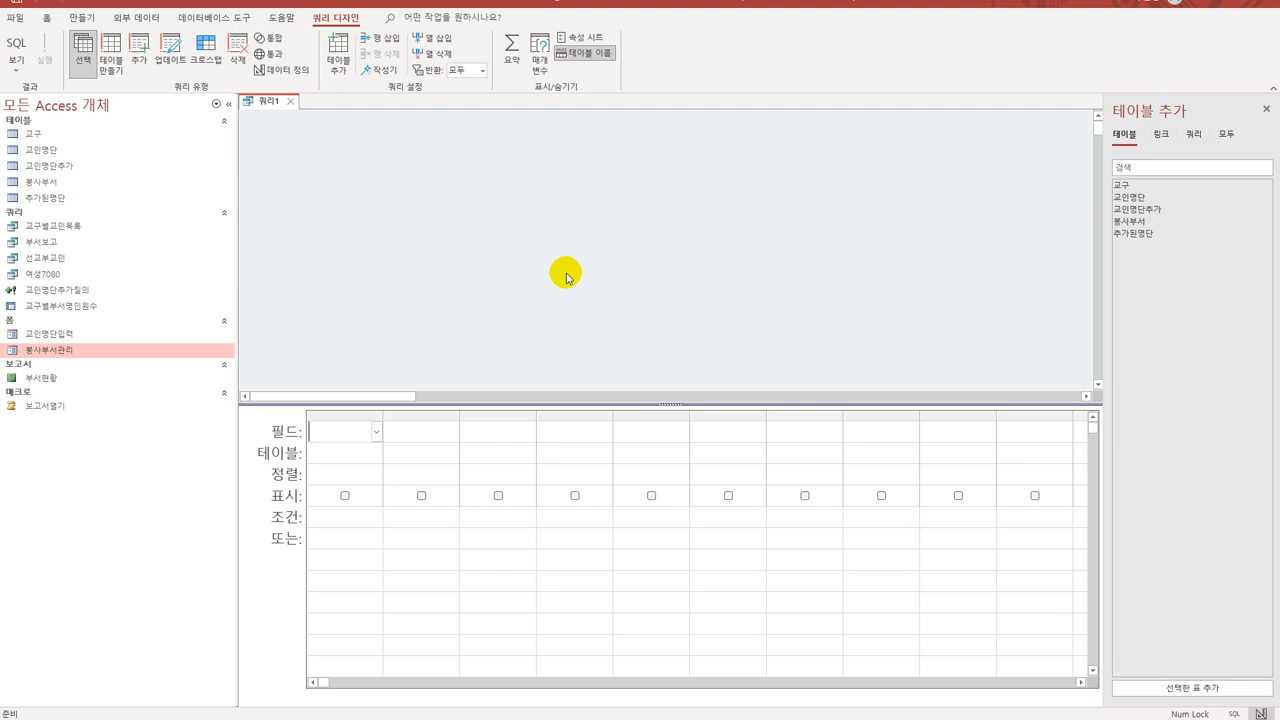 파일 홈 만들기 외부 데이터 데이터베이스 도구 도움말 쿼리 디자인 어떤 작업을 원하시나요?
SQL
보기
실행
결과
선택
테이블
만들기
추가
업데이트
크로스탭
삭제
통합
통과
데이터 정의
쿼리 유형
테이블
추가
행 삽입
행 삭제
작성기
열 삽입
열 삭제
반환: 모두
쿼리 설정
요약
매개
변수
속성 시트
테이블 이름
표시/숨기기
모든 Access 개체
테이블
교구
교인명단
교인명단추가
봉사부서
추가된명단
쿼리
교구별교인목록
부서보고
선교부교인
여성7080
교인명단추가질의
교구별부서명인원수
폼
교인명단입력
봉사부서관리
보고서
부서현황
매크로
보고서열기
쿼리1
필드:
테이블:
정렬:
표시:
조건:
또는:
테이블 추가
테이블 링크 쿼리 모두
검색
교구
교인명단
교인명단추가
봉사부서
추가된명단
선택한 표 추가
준비
Num Lock
SQL